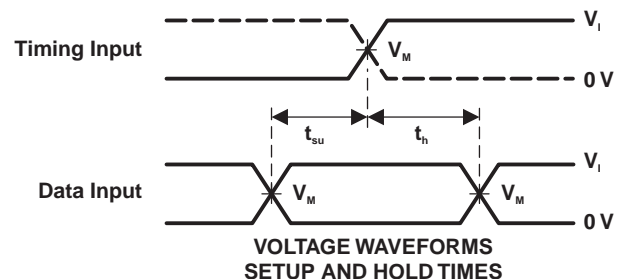 V_I
Timing Input
V_M
0 V
t_su
t_h
V_I
Data Input
V_M
V_M
0 V
VOLTAGE WAVEFORMS
SETUP AND HOLD TIMES